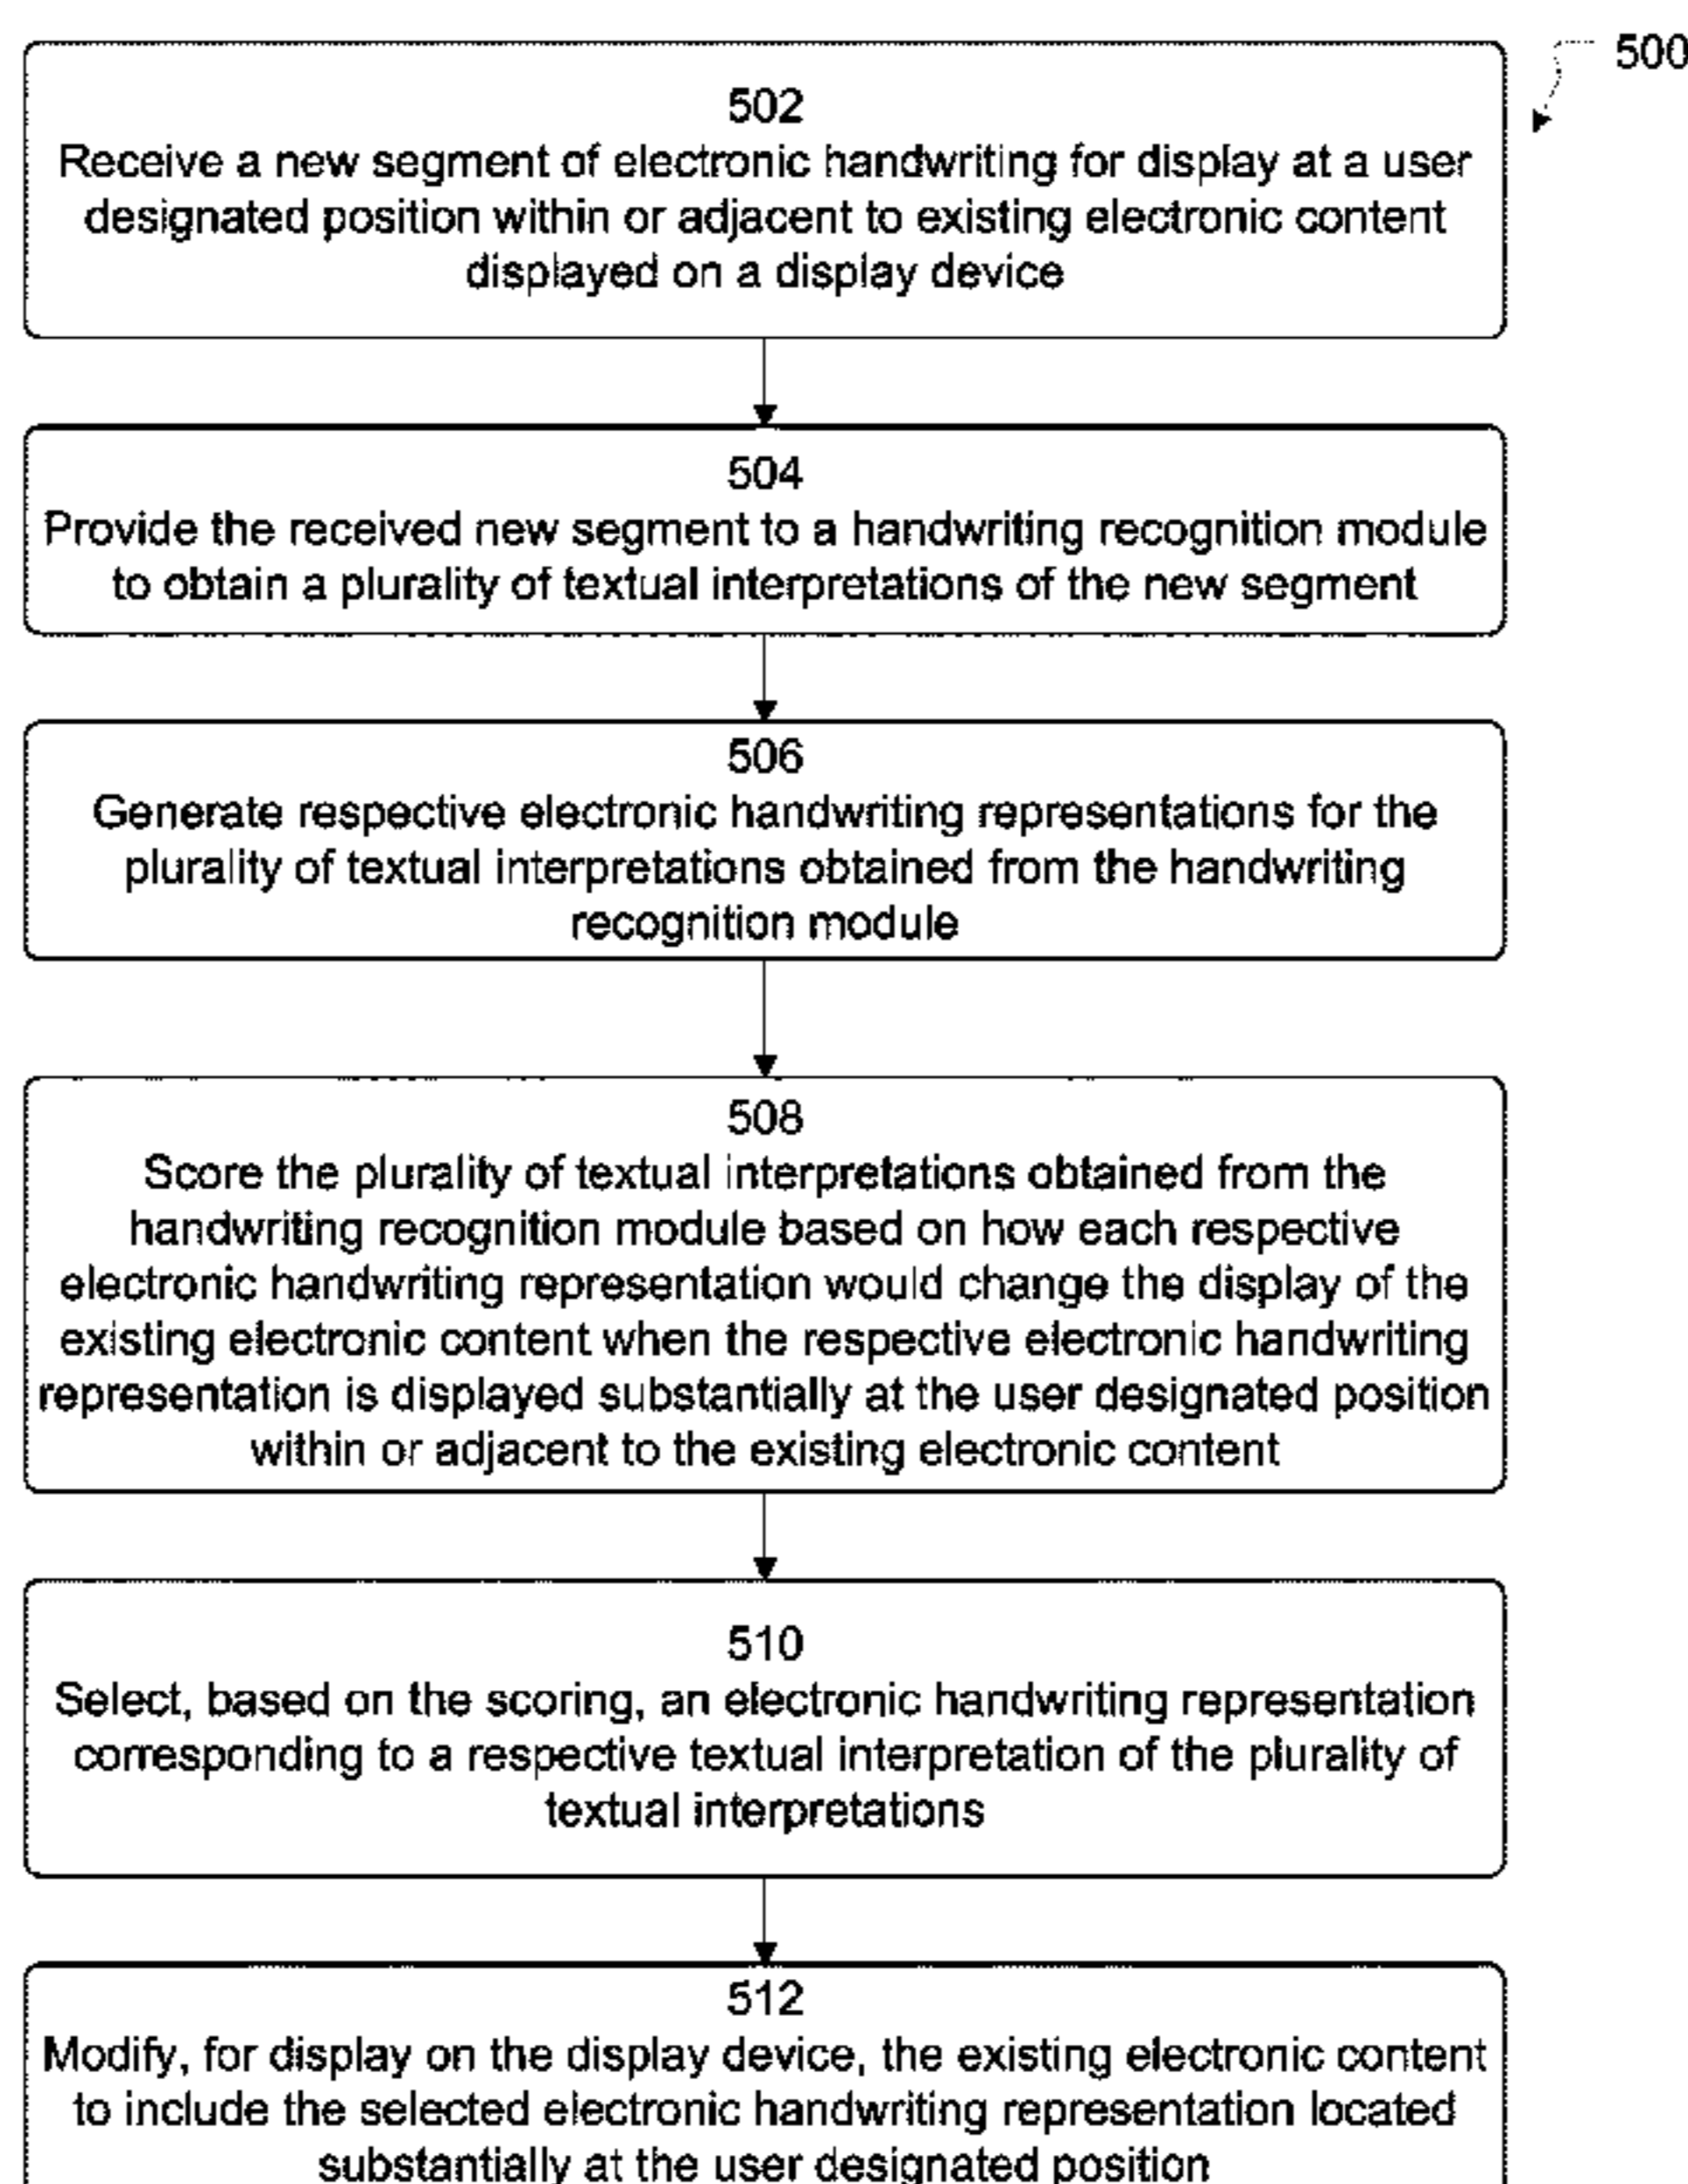 500
502
Receive a new segment of electronic handwriting for display at a user
designated position within or adjacent to existing electronic content
displayed on a display device
504
Provide the received new segment to a handwriting recognition module
to obtain a plurality of textual interpretations of the new segment
506
Generate respective electronic handwriting representations for the
plurality of textual interpretations obtained from the handwriting
recognition module
508
Score the plurality of textual interpretations obtained from the
handwriting recognition module based on how each respective
electronic handwriting representation would change the display of the
existing electronic content when the respective electronic handwriting
representation is displayed substantially at the user designated position
within or adjacent to the existing electronic content
510
Select, based on the scoring, an electronic handwriting representation
corresponding to a respective textual interpretation of the plurality of
textual interpretations
512
Modify, for display on the display device, the existing electronic content
to include the selected electronic handwriting representation located
substantially at the user designated position